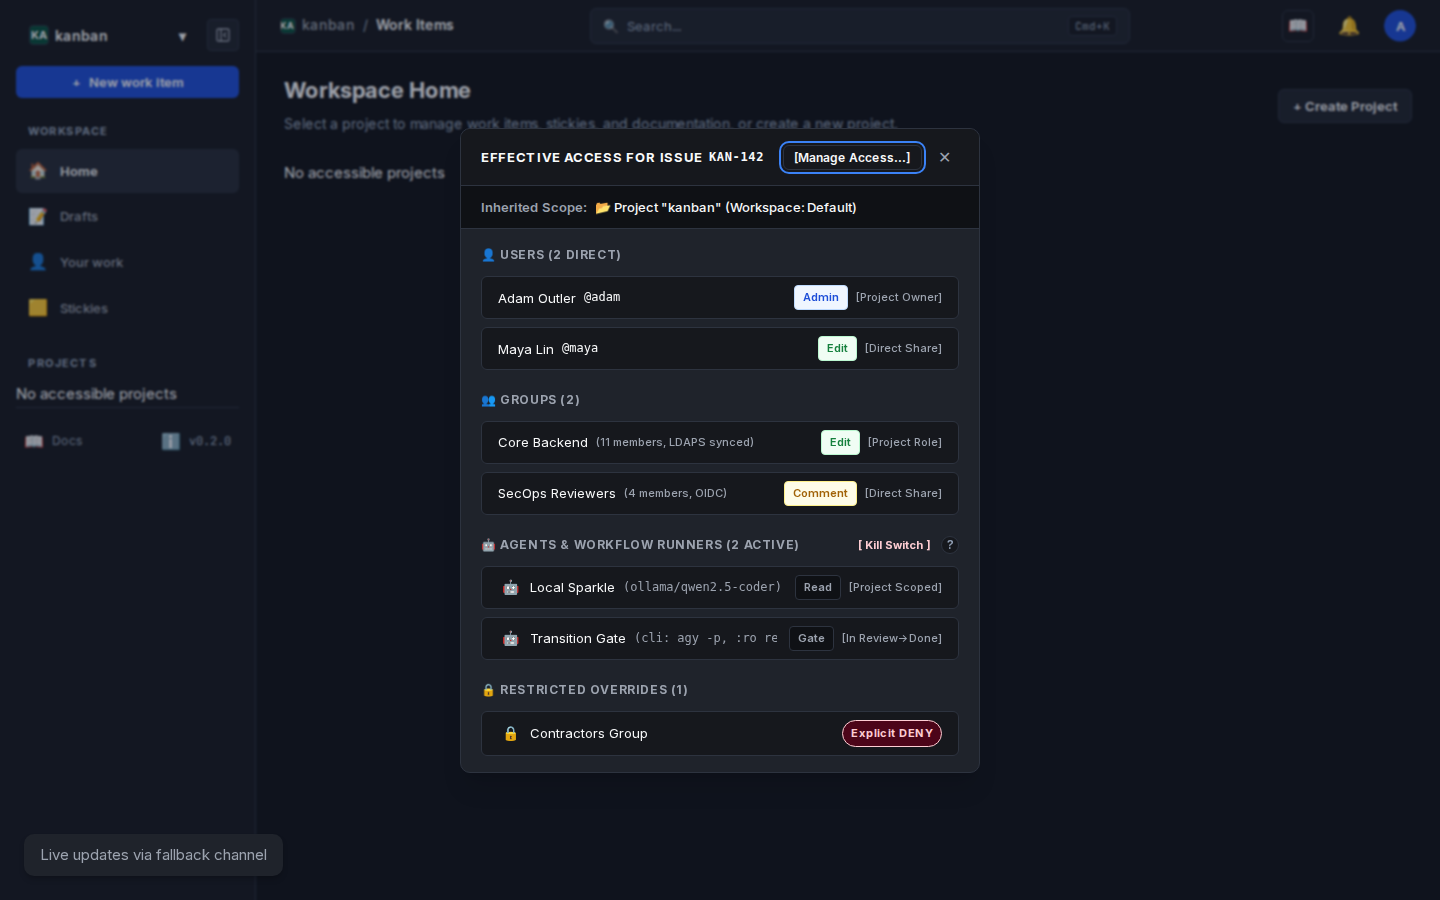 KA kanban ▾
+ New work item
WORKSPACE
Home
Drafts
Your work
Stickies
PROJECTS
No accessible projects
Docs v0.2.0
KA kanban / Work Items
Search... Cmd+K
A
Workspace Home
Select a project to manage work items, stickies, and documentation, or create a new project.
+ Create Project
No accessible projects
EFFECTIVE ACCESS FOR ISSUE KAN-142 [Manage Access...] ✕
Inherited Scope: Project "kanban" (Workspace: Default)
USERS (2 DIRECT)
Adam Outler @adam Admin [Project Owner]
Maya Lin @maya Edit [Direct Share]
GROUPS (2)
Core Backend (11 members, LDAPS synced) Edit [Project Role]
SecOps Reviewers (4 members, OIDC) Comment [Direct Share]
AGENTS & WORKFLOW RUNNERS (2 ACTIVE) [ Kill Switch ] ?
Local Sparkle (ollama/qwen2.5-coder) Read [Project Scoped]
Transition Gate (cli: agy -p, :ro re Gate [In Review→Done]
RESTRICTED OVERRIDES (1)
Contractors Group Explicit DENY
Live updates via fallback channel